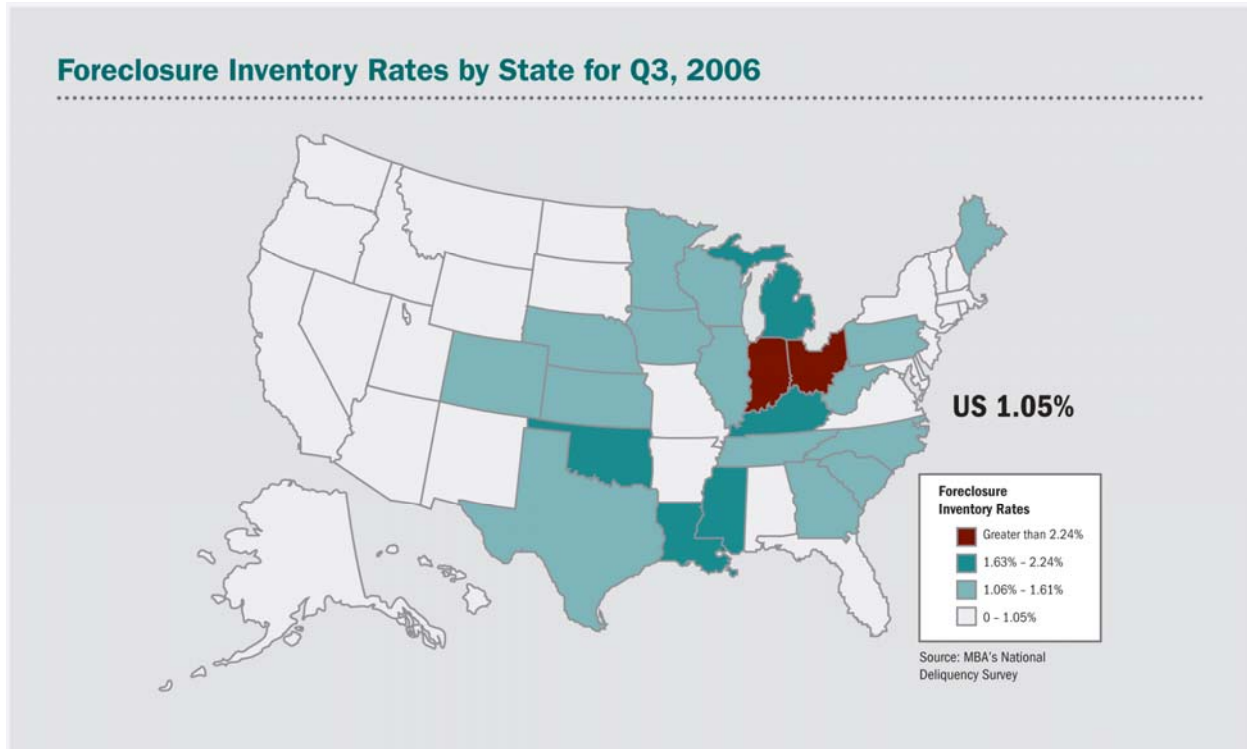 Foreclosure Inventory Rates by State for Q3, 2006
US 1.05%
Foreclosure
Inventory Rates
Greater than 2.24%
1.63% – 2.24%
1.06% – 1.61%
0 – 1.05%
Source: MBA's National
Deliquency Survey